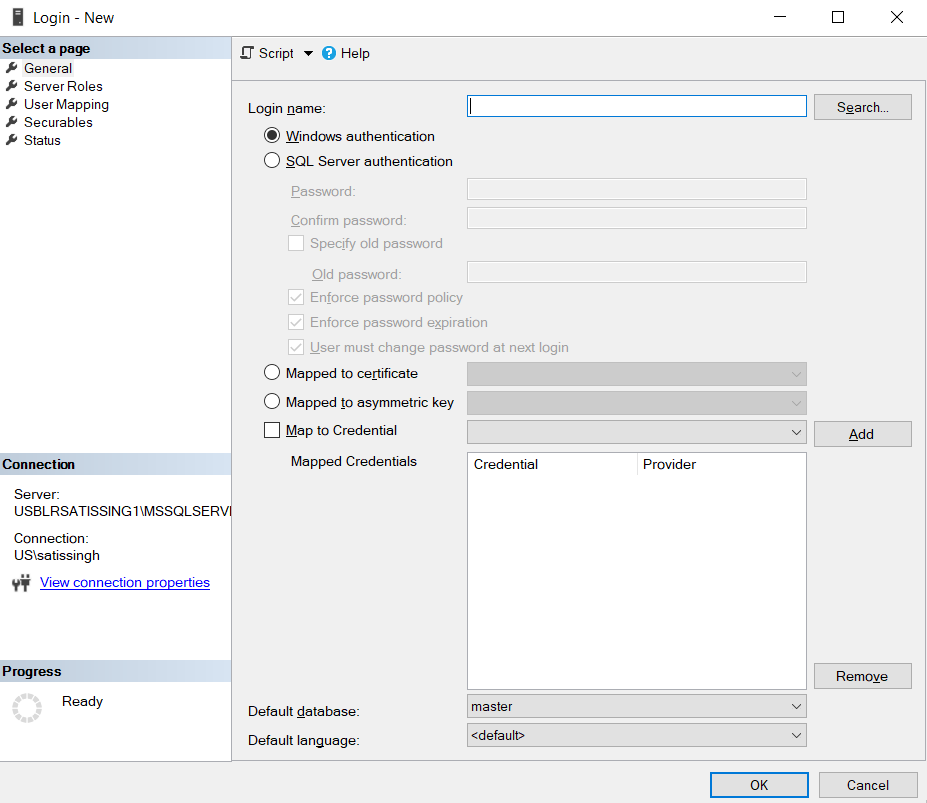 Login - New
Select a page
General
Server Roles
User Mapping
Securables
Status
Script
Help
Login name:
Search...
Windows authentication
SQL Server authentication
Password:
Confirm password:
Specify old password
Old password:
Enforce password policy
Enforce password expiration
User must change password at next login
Mapped to certificate
Mapped to asymmetric key
Map to Credential
Add
Mapped Credentials
Credential Provider
Remove
Default database: master
Default language: <default>
Connection
Server:
USBLRSATISSING1\MSSQLSERV
Connection:
US\satissingh
View connection properties
Progress
Ready
OK
Cancel